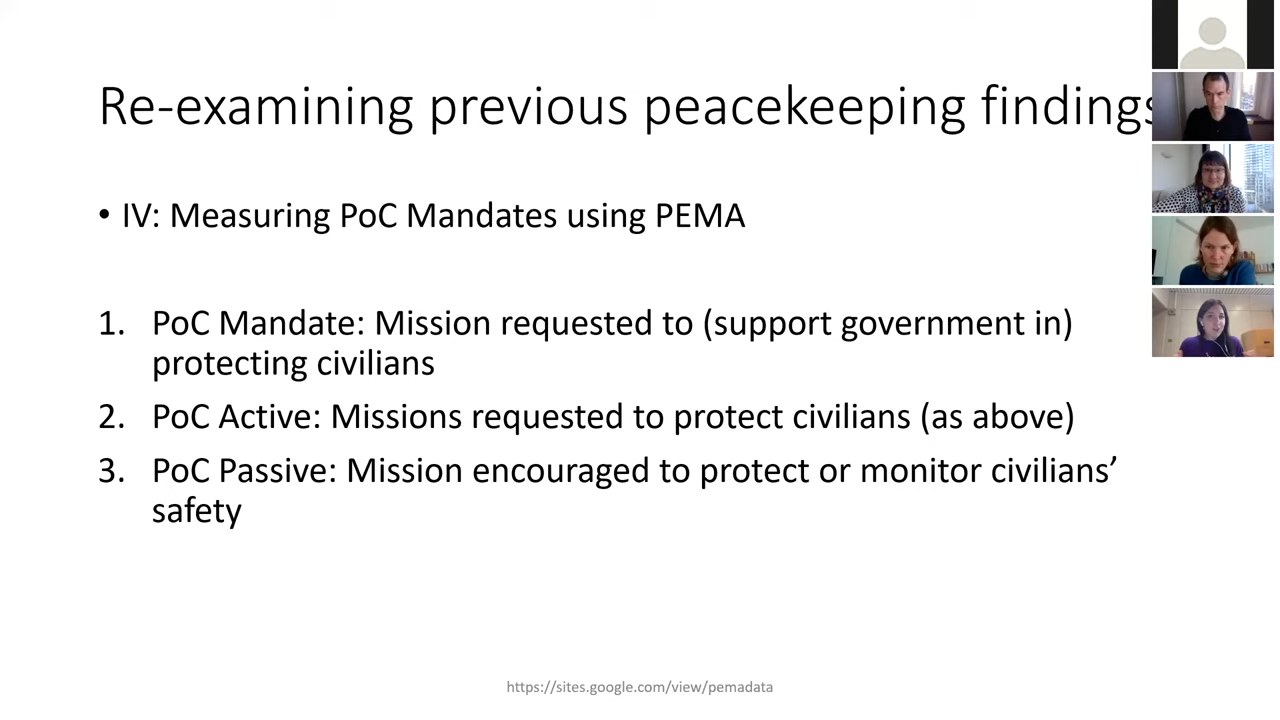 Re-examining previous peacekeeping findings
• IV: Measuring PoC Mandates using PEMA
1. PoC Mandate: Mission requested to (support government in)
protecting civilians
2. PoC Active: Missions requested to protect civilians (as above)
3. PoC Passive: Mission encouraged to protect or monitor civilians’
safety
https://sites.google.com/view/pemadata